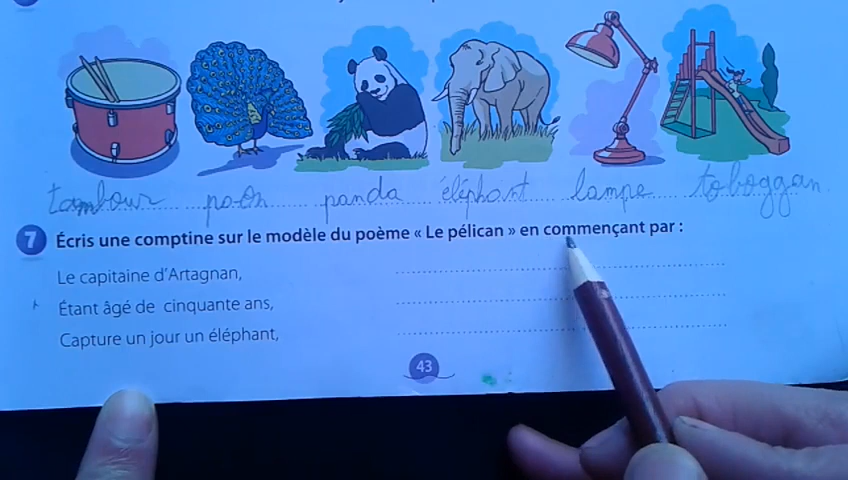 tambour paon panda éléphant lampe toboggan
7 Écris une comptine sur le modèle du poème « Le pélican » en commençant par :
Le capitaine d'Artagnan,
Étant âgé de cinquante ans,
Capture un jour un éléphant,
43